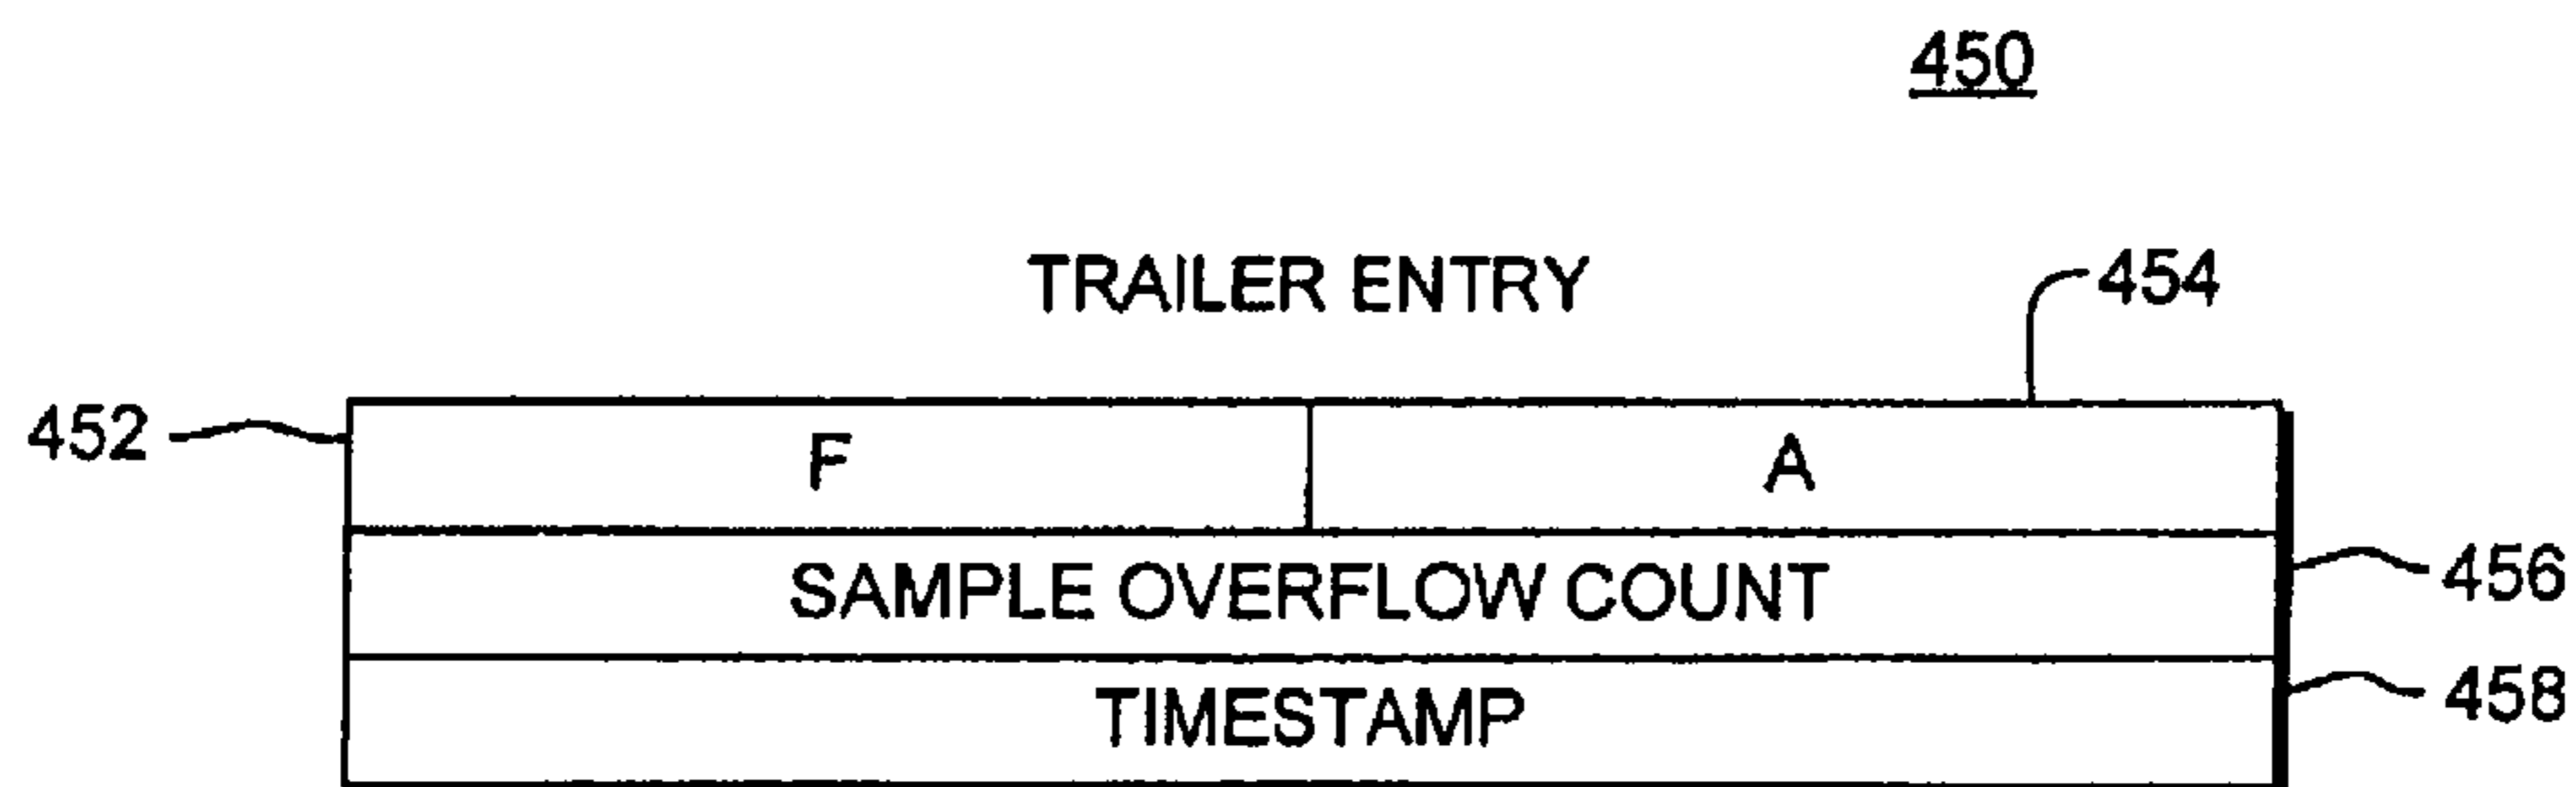 450
TRAILER ENTRY
454
452
F A
SAMPLE OVERFLOW COUNT
456
TIMESTAMP
458